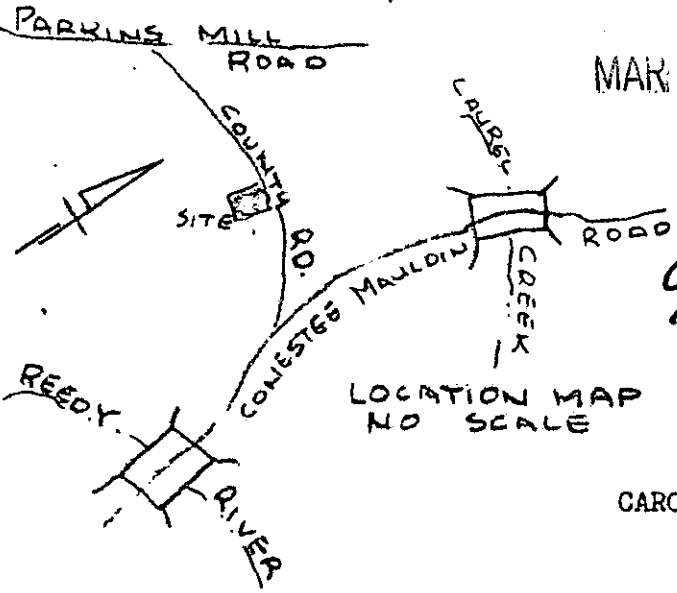 PARKINS MILL
ROAD
MAR
COUNTY
RD.
LAUREL
CREEK
SITE
CONESTEE MAULDIN
ROAD
REEDY
RIVER
LOCATION MAP
NO SCALE
CARO